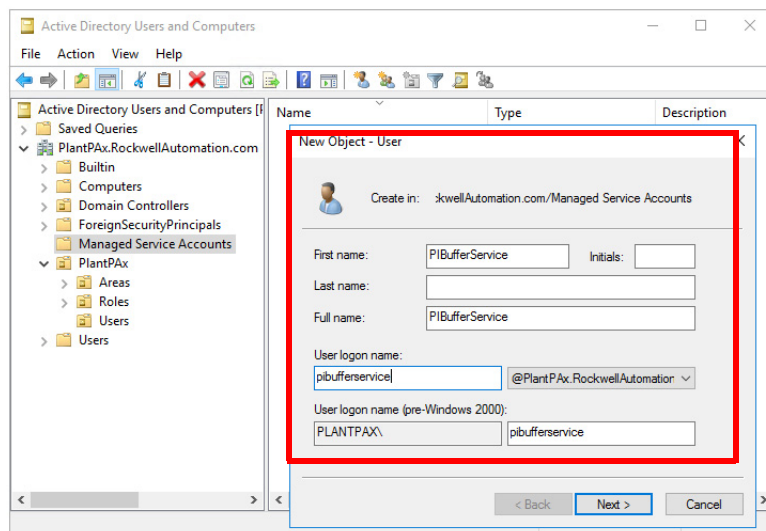 Active Directory Users and Computers
File Action View Help
Active Directory Users and Computers [F
Saved Queries
PlantPAx.RockwellAutomation.com
Builtin
Computers
Domain Controllers
ForeignSecurityPrincipals
Managed Service Accounts
PlantPAx
Areas
Roles
Users
Users
Name Type Description
New Object - User
Create in: :kwellAutomation.com/Managed Service Accounts
First name: PIBufferService Initials:
Last name:
Full name: PIBufferService
User logon name:
pibufferservice @PlantPAx.RockwellAutomation
User logon name (pre-Windows 2000):
PLANTPAX\ pibufferservice
< Back Next > Cancel